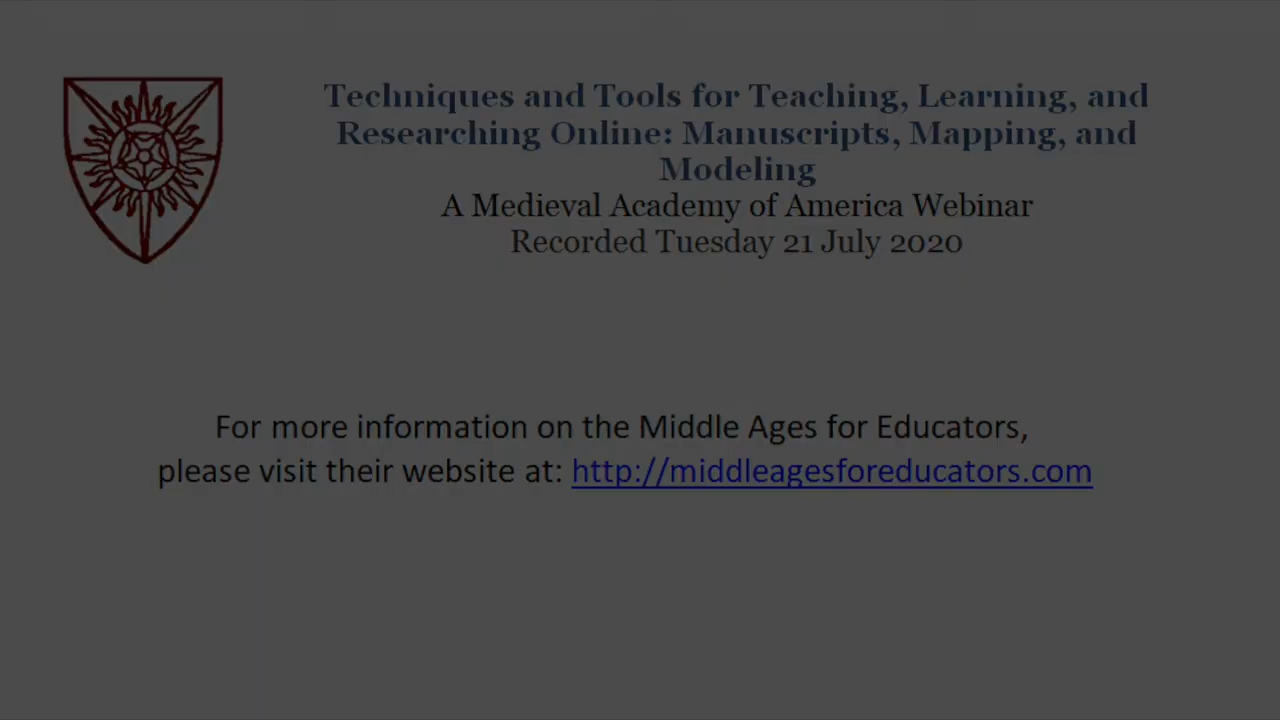 Techniques and Tools for Teaching, Learning, and
Researching Online: Manuscripts, Mapping, and
Modeling
A Medieval Academy of America Webinar
Recorded Tuesday 21 July 2020
For more information on the Middle Ages for Educators,
please visit their website at: http://middleagesforeducators.com